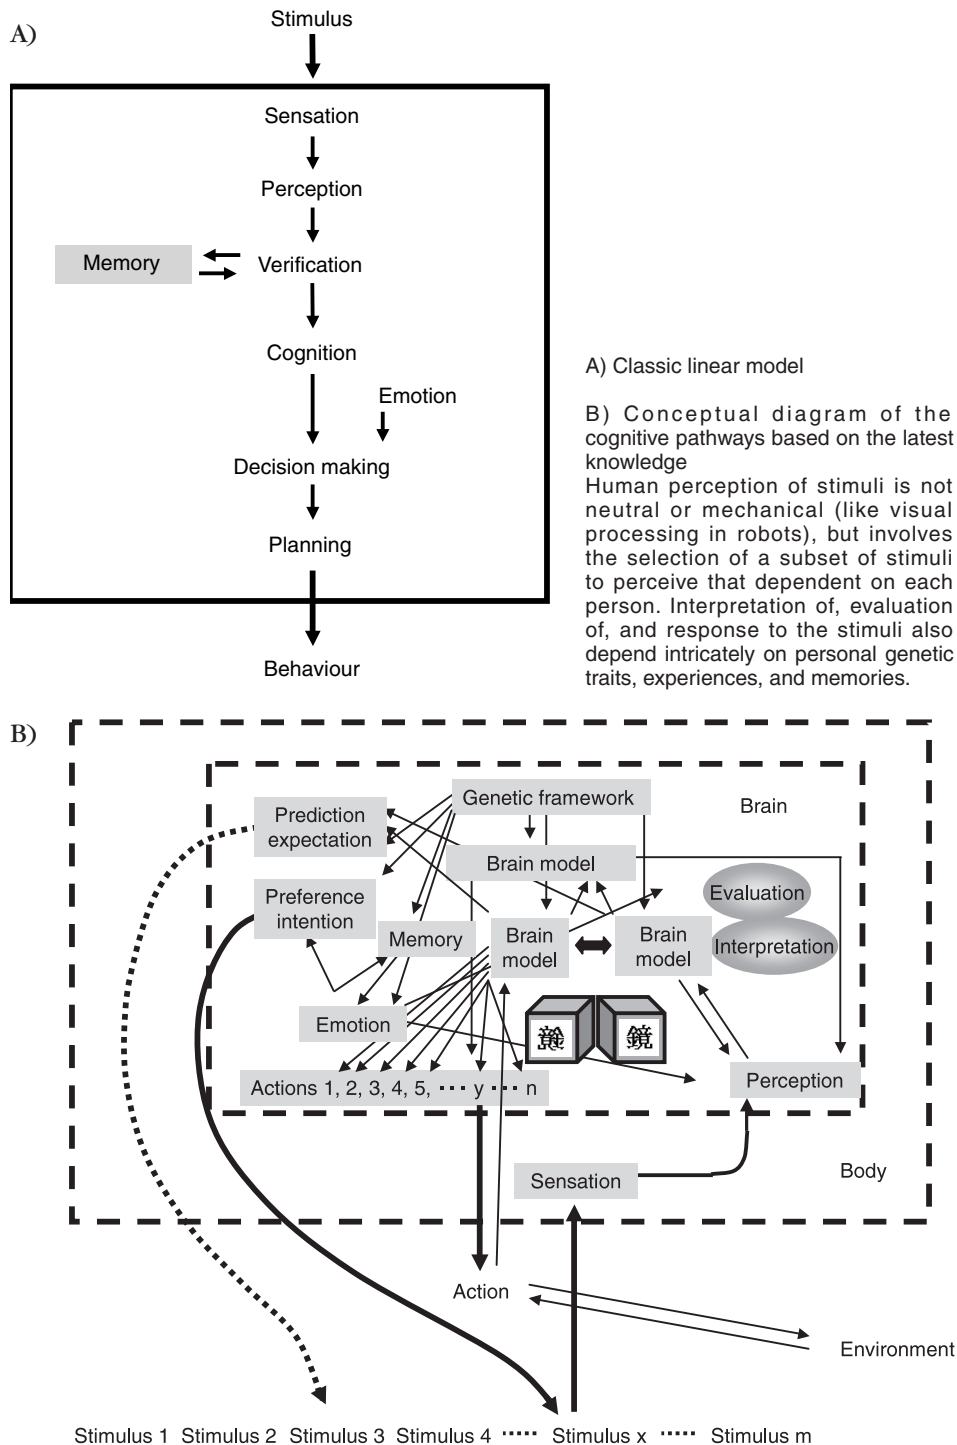 A)
Stimulus
Sensation
Perception
Memory
Verification
Cognition
Emotion
Decision making
Planning
Behaviour
A) Classic linear model
B) Conceptual diagram of the
cognitive pathways based on the latest
knowledge
Human perception of stimuli is not
neutral or mechanical (like visual
processing in robots), but involves
the selection of a subset of stimuli
to perceive that dependent on each
person. Interpretation of, evaluation
of, and response to the stimuli also
depend intricately on personal genetic
traits, experiences, and memories.
B)
Genetic framework
Brain
Prediction
expectation
Brain model
Evaluation
Preference
intention
Memory
Brain
model
Brain
model
Interpretation
Emotion
鏡
鏡
Actions 1, 2, 3, 4, 5, ···· y ···· n
Perception
Sensation
Body
Action
Environment
Stimulus 1 Stimulus 2 Stimulus 3 Stimulus 4 ····· Stimulus x ····· Stimulus m